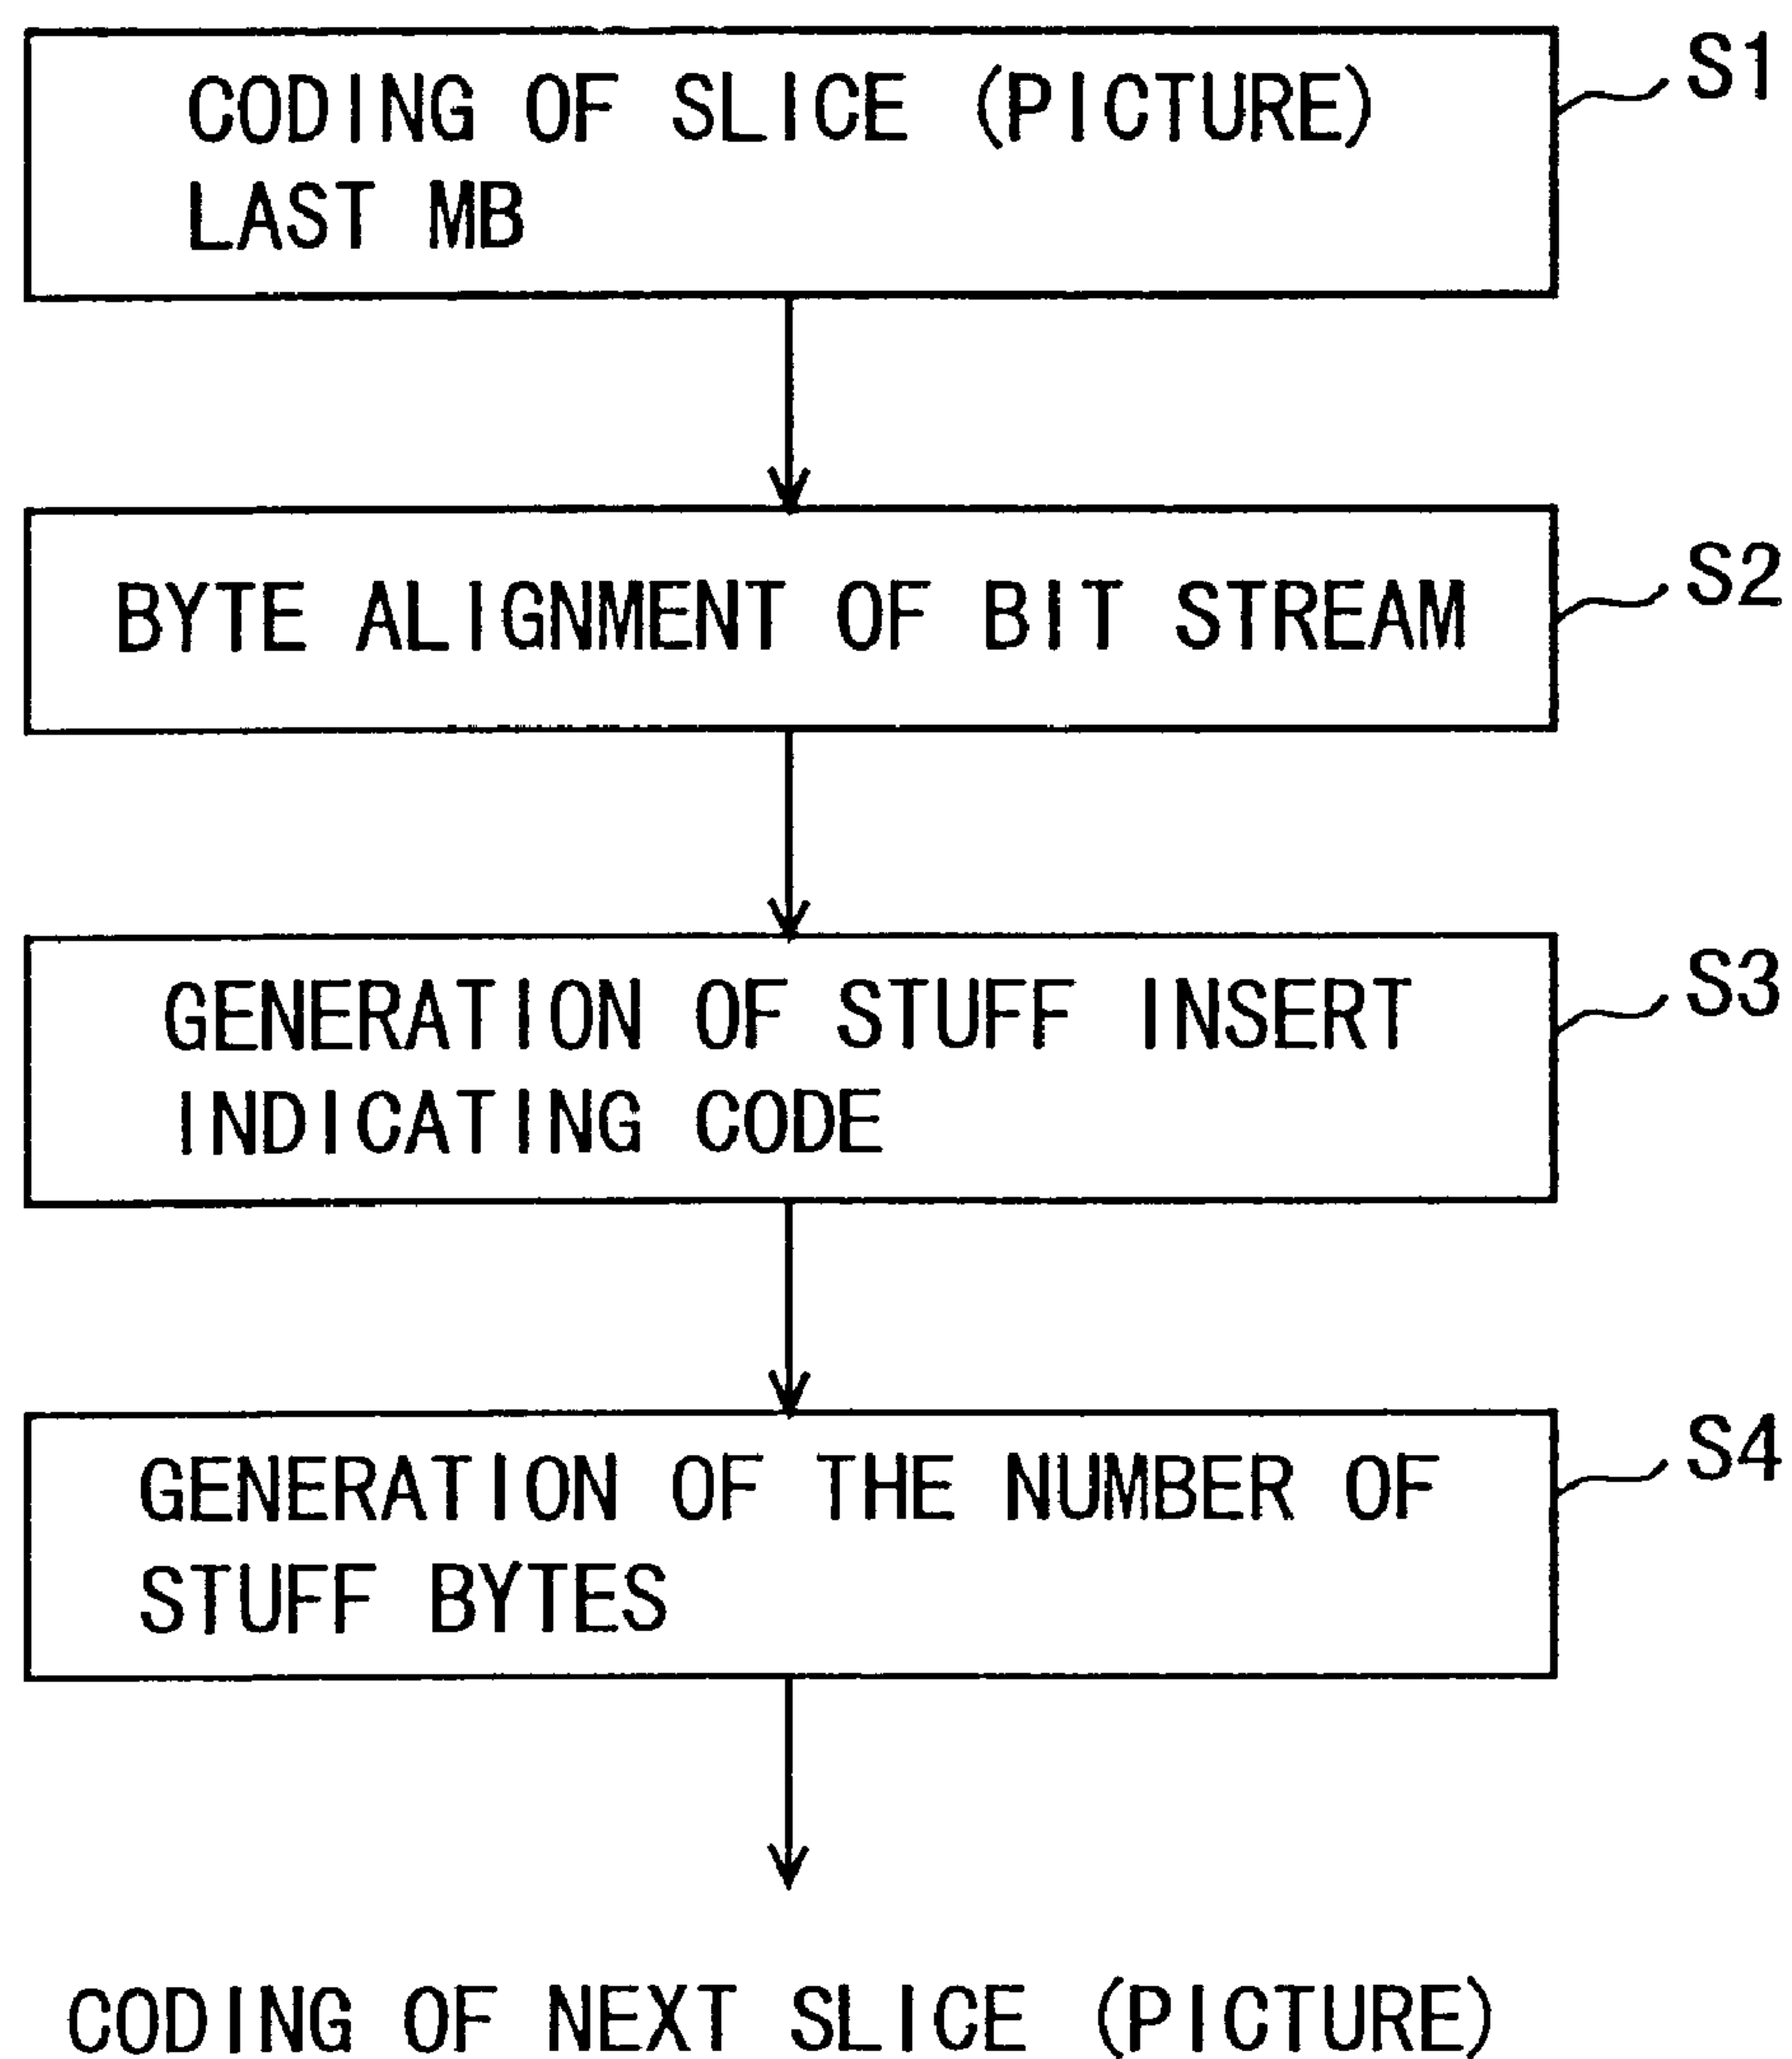 CODING OF SLICE (PICTURE) S1
LAST MB
BYTE ALIGNMENT OF BIT STREAM S2
GENERATION OF STUFF INSERT S3
INDICATING CODE
GENERATION OF THE NUMBER OF S4
STUFF BYTES
CODING OF NEXT SLICE (PICTURE)